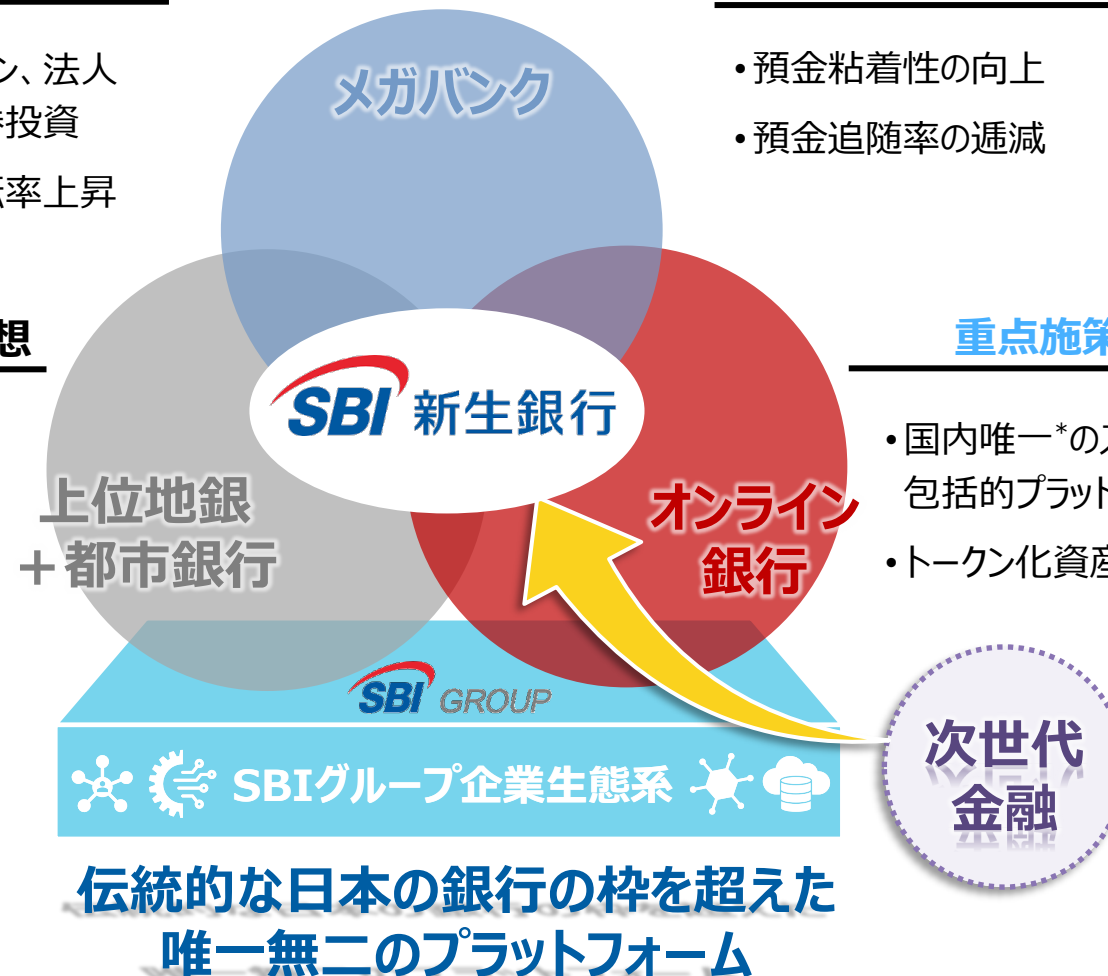 ン、法人
投資
率上昇
想
メガバンク
• 預金粘着性の向上
• 預金追随率の逓減
SBI 新生銀行
上位地銀
+都市銀行
オンライン
銀行
重点施策
• 国内唯一*の
包括的プラット
• トークン化資産
SBI GROUP
SBIグループ企業生態系
次世代
金融
伝統的な日本の銀行の枠を超えた
唯一無二のプラットフォーム